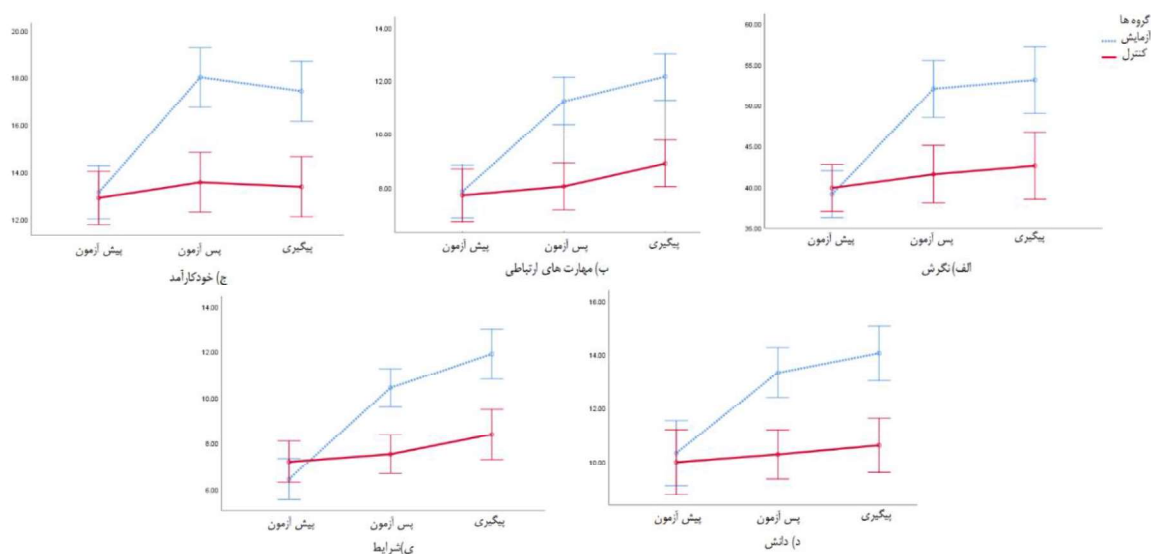 گروه ها
آزمایش
کنترل
60.00
55.00
50.00
45.00
40.00
35.00
پیش آزمون
پس آزمون
پیگیری
الف) نگرش
14.00
12.00
10.00
8.00
پیش آزمون
پس آزمون
پیگیری
ب) مهارت های ارتباطی
20.00
18.00
16.00
14.00
12.00
پیش آزمون
پس آزمون
پیگیری
ج) خودکارآمد
16.00
14.00
12.00
10.00
پیش آزمون
پس آزمون
پیگیری
د) دانش
14.00
12.00
10.00
8.00
6.00
پیش آزمون
پس آزمون
پیگیری
ی)شرایط